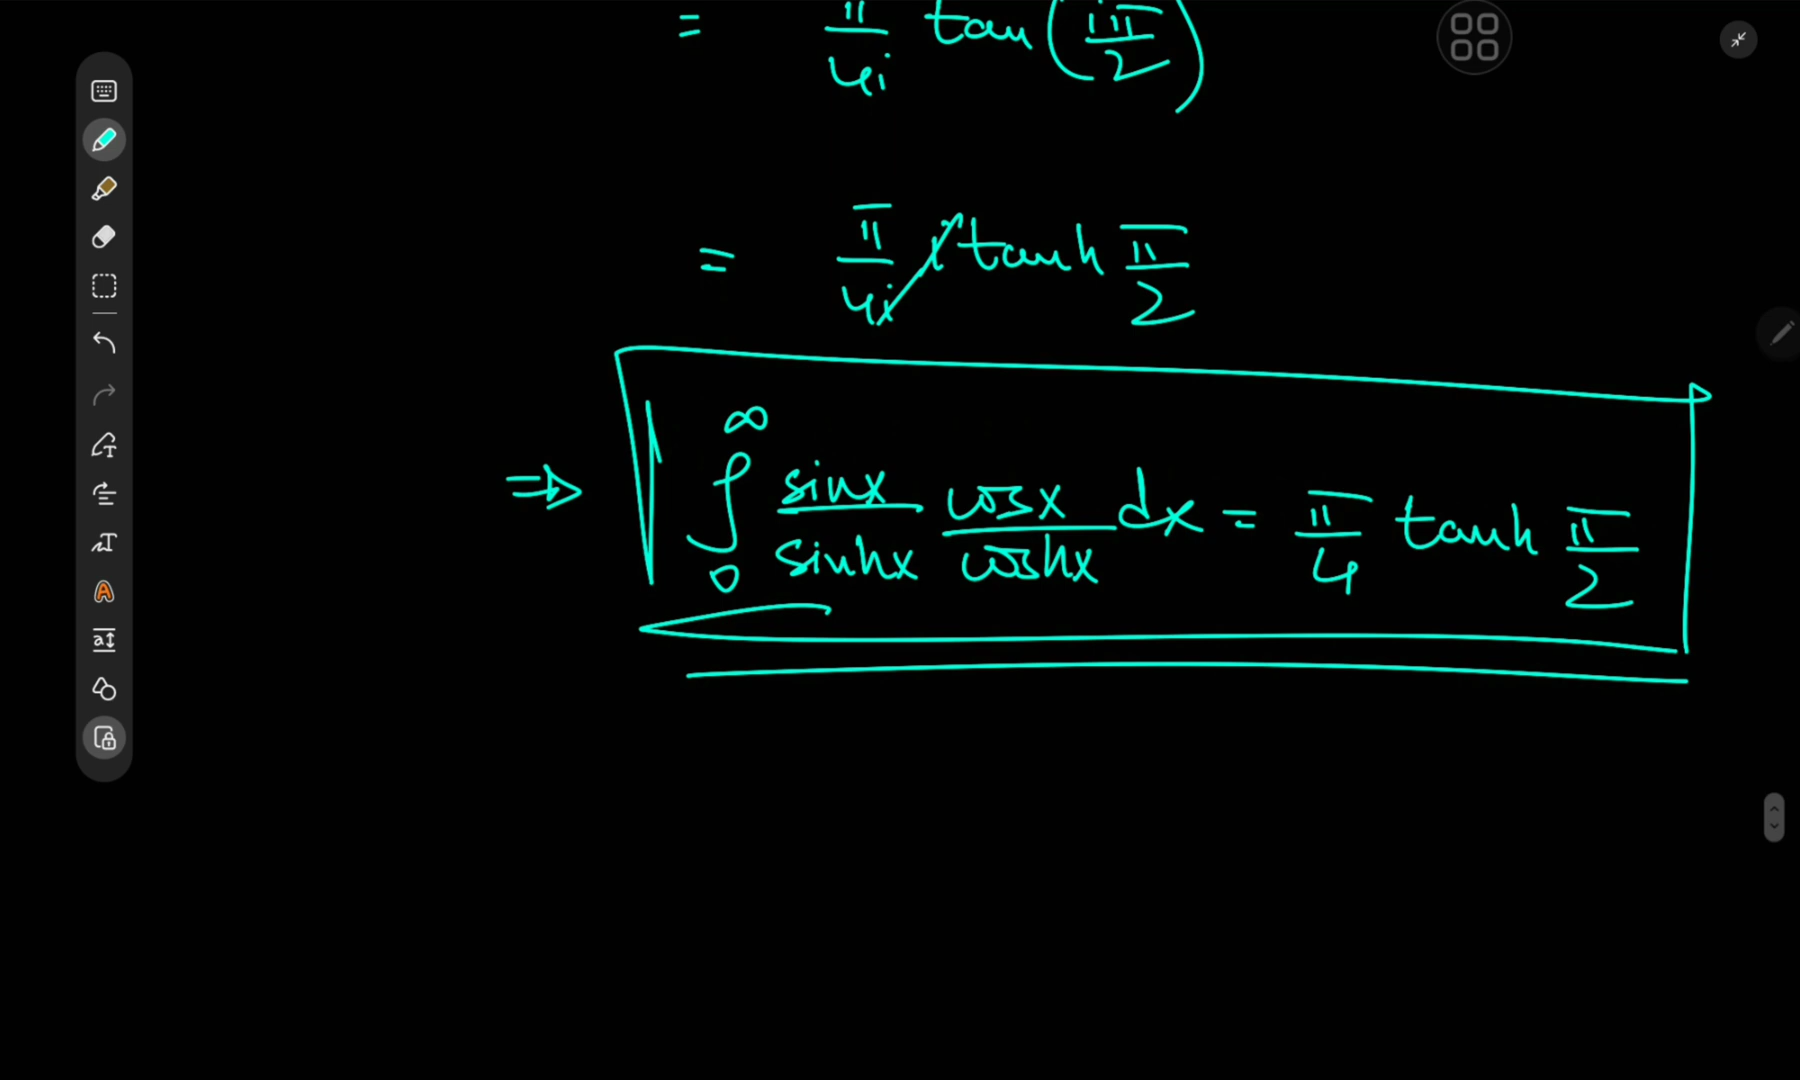 = π/4i tan(iπ/2)
= π/4i i tanh π/2
⇒ ∫₀^∞ sinx/sinhx cosx/coshx dx = π/4 tanh π/2
T
T
A
a